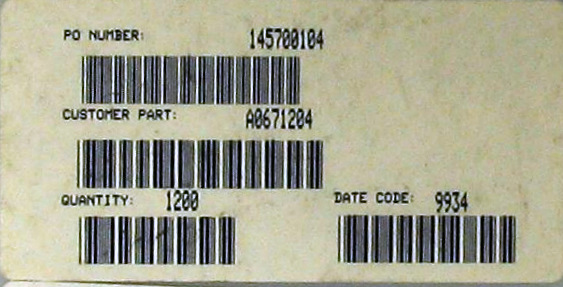 PO NUMBER: 145700104
CUSTOMER PART: A0671204
QUANTITY: 1200 DATE CODE: 9934